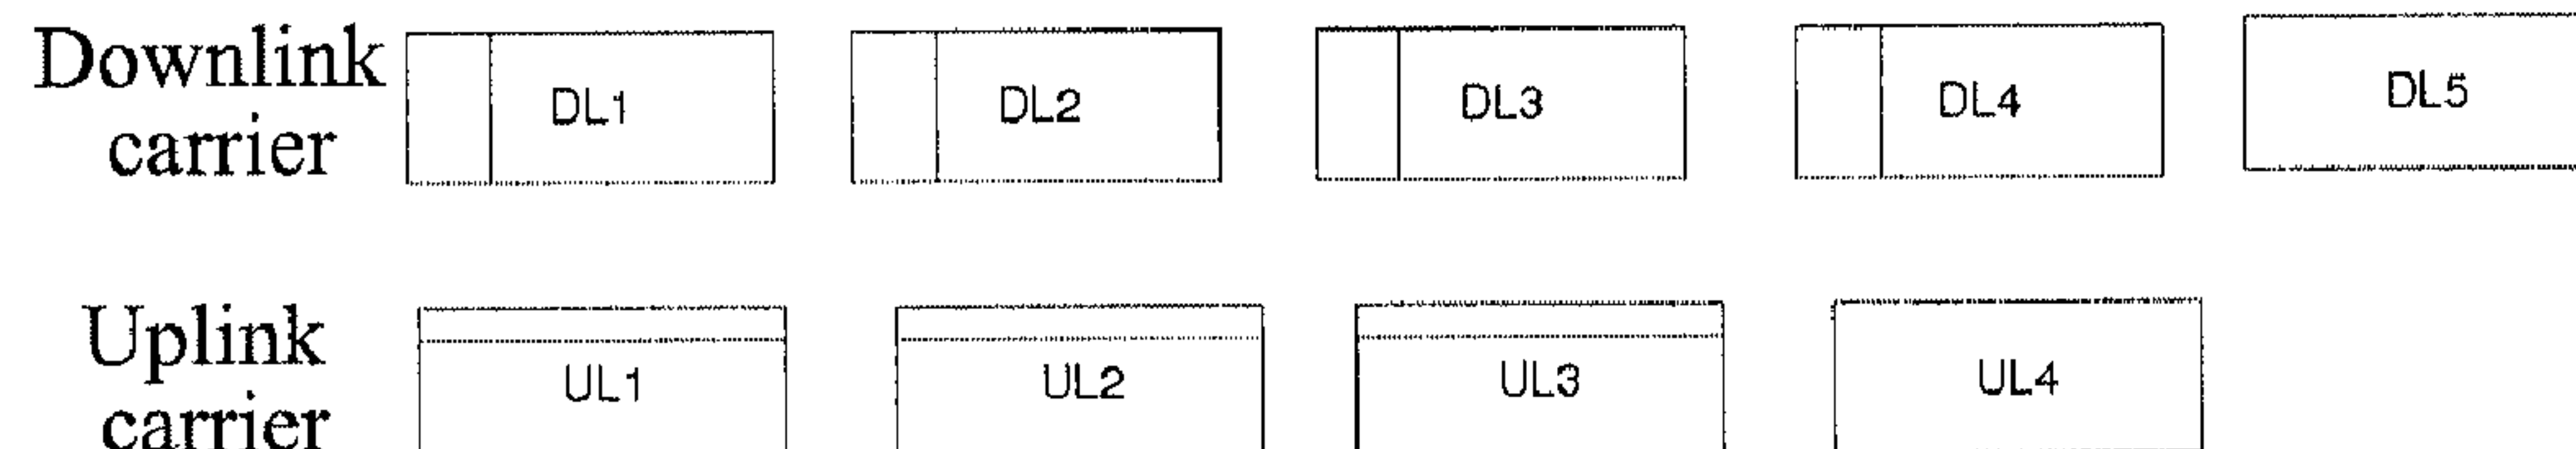 Downlink
carrier
DL1 DL2 DL3 DL4 DL5
Uplink
carrier
UL1 UL2 UL3 UL4